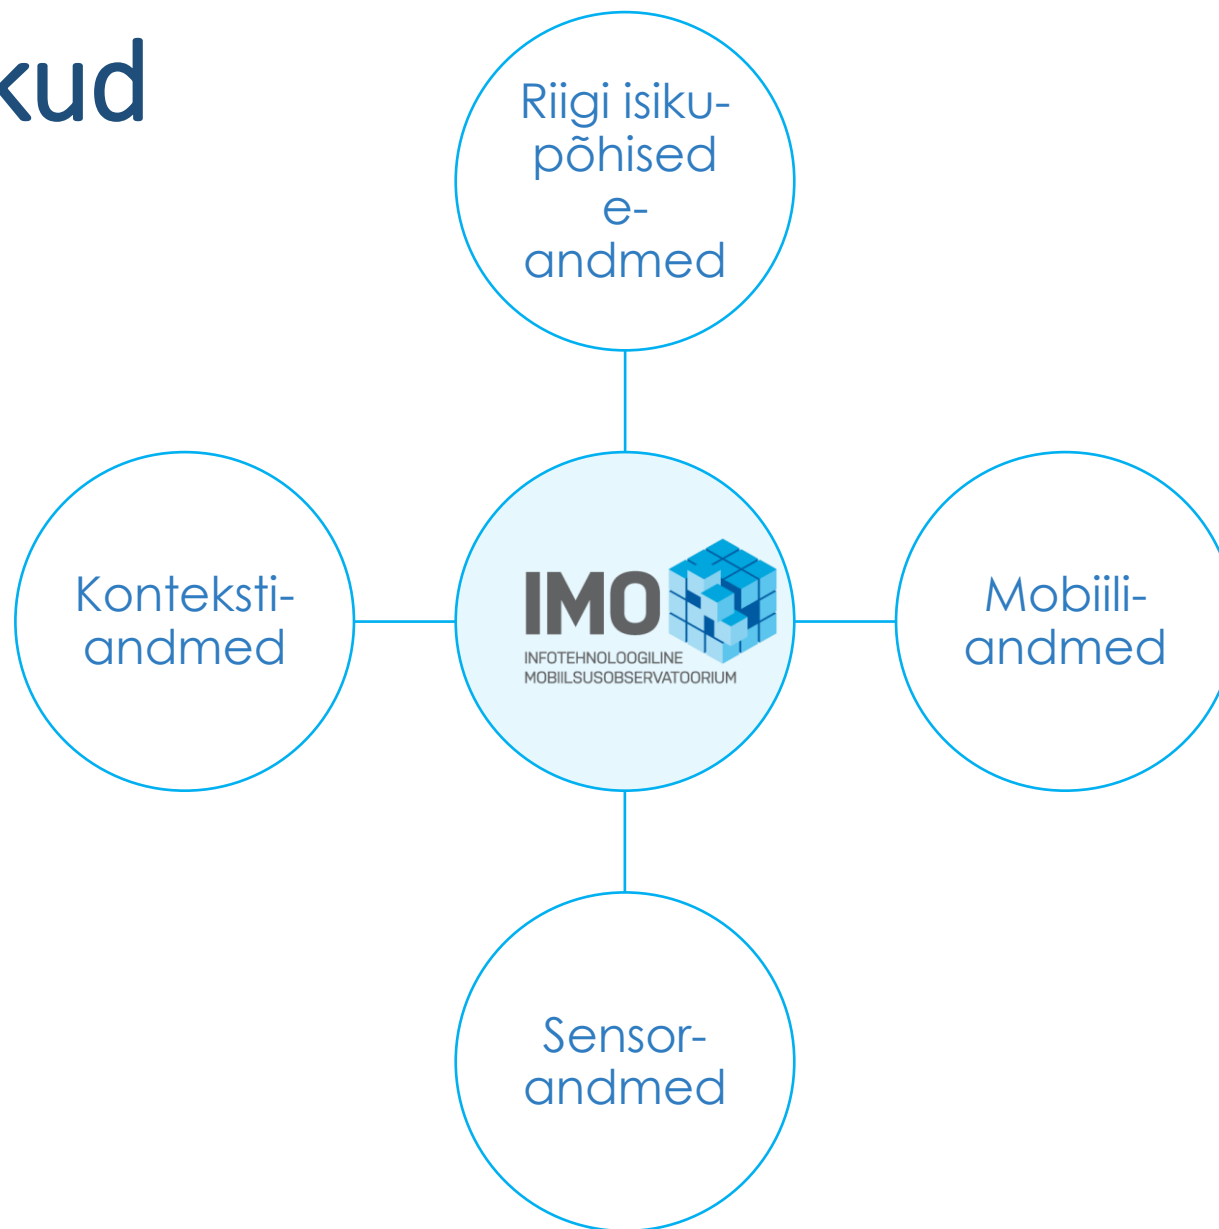 kud
Riigi isiku-
põhised
e-
andmed
Konteksti-
andmed
IMO
INFOTEHNOLOOGILINE
MOBIILSUSOBSERVATOORIUM
Mobiili-
andmed
Sensor-
andmed